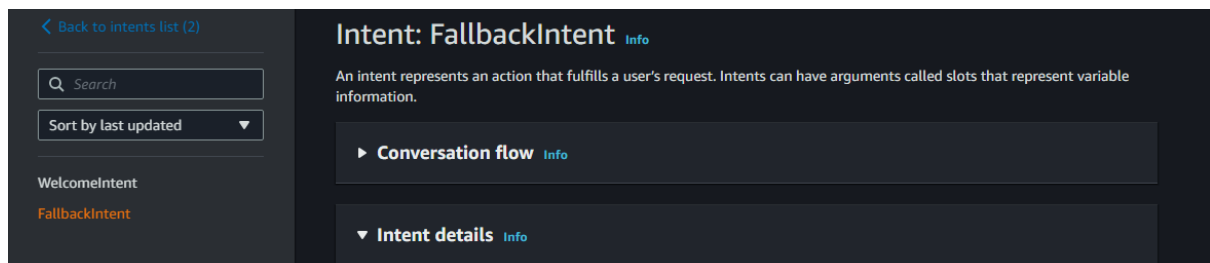 Back to intents list (2)
Search
Sort by last updated
WelcomeIntent
FallbackIntent
Intent: FallbackIntent Info
An intent represents an action that fulfills a user's request. Intents can have arguments called slots that represent variable
information.
Conversation flow Info
Intent details Info